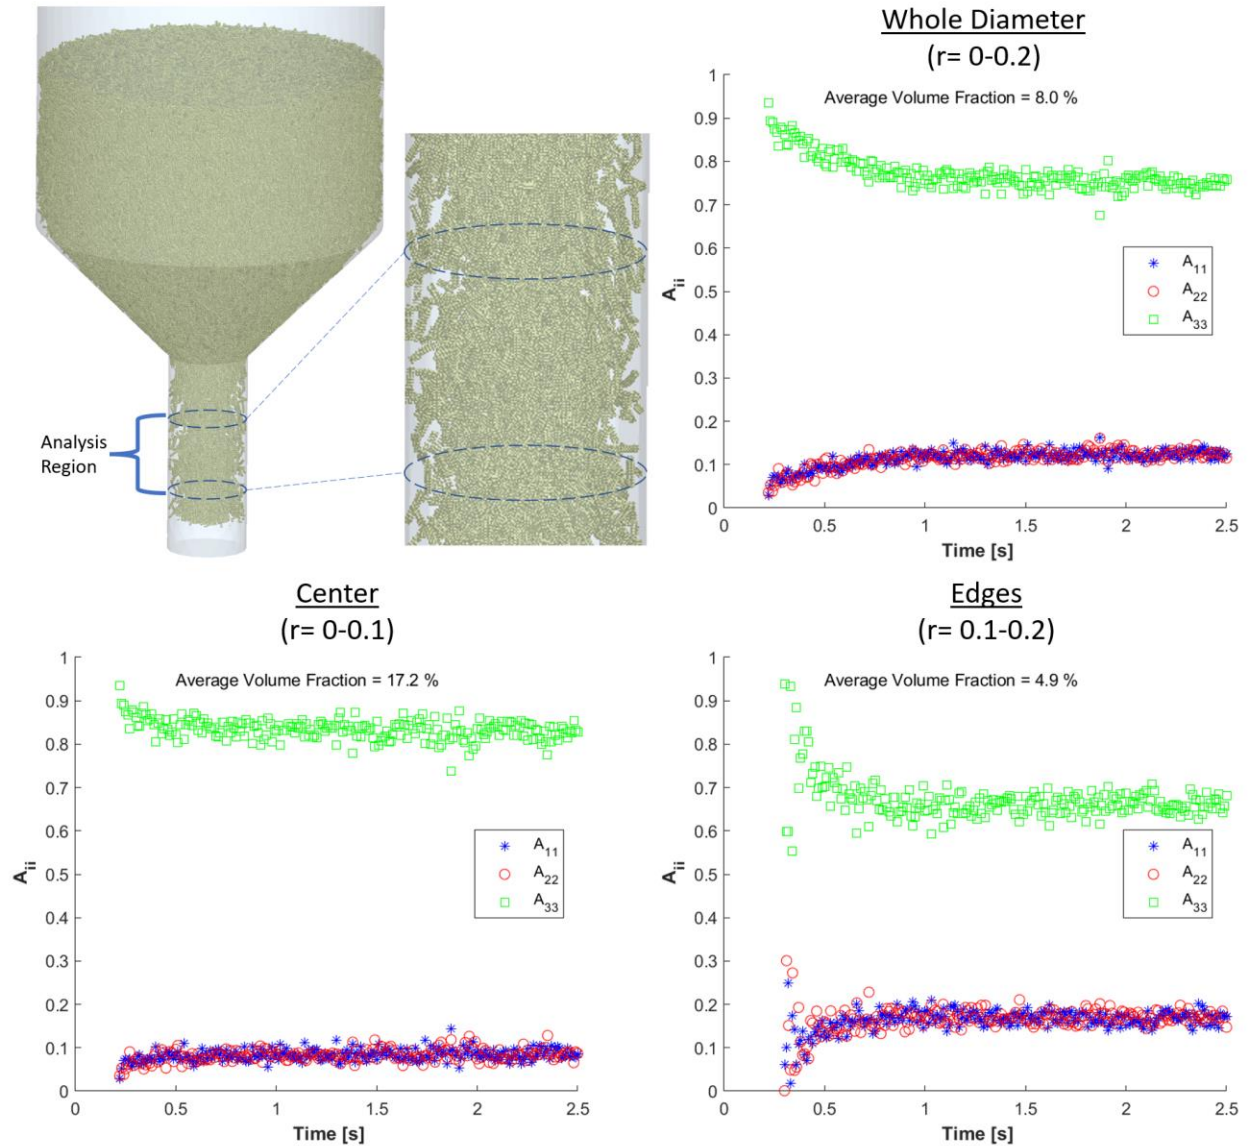 Whole Diameter
(r= 0-0.2)
Analysis
Region
Average Volume Fraction = 8.0 %
1
0.9
0.8
0.7
0.6
0.5
0.4
0.3
0.2
0.1
0
A_ii
A_11
A_22
A_33
0 0.5 1 1.5 2 2.5
Time [s]
Center
(r= 0-0.1)
Average Volume Fraction = 17.2 %
1
0.9
0.8
0.7
0.6
0.5
0.4
0.3
0.2
0.1
0
A_ii
A_11
A_22
A_33
0 0.5 1 1.5 2 2.5
Time [s]
Edges
(r= 0.1-0.2)
Average Volume Fraction = 4.9 %
1
0.9
0.8
0.7
0.6
0.5
0.4
0.3
0.2
0.1
0
A_ii
A_11
A_22
A_33
0 0.5 1 1.5 2 2.5
Time [s]